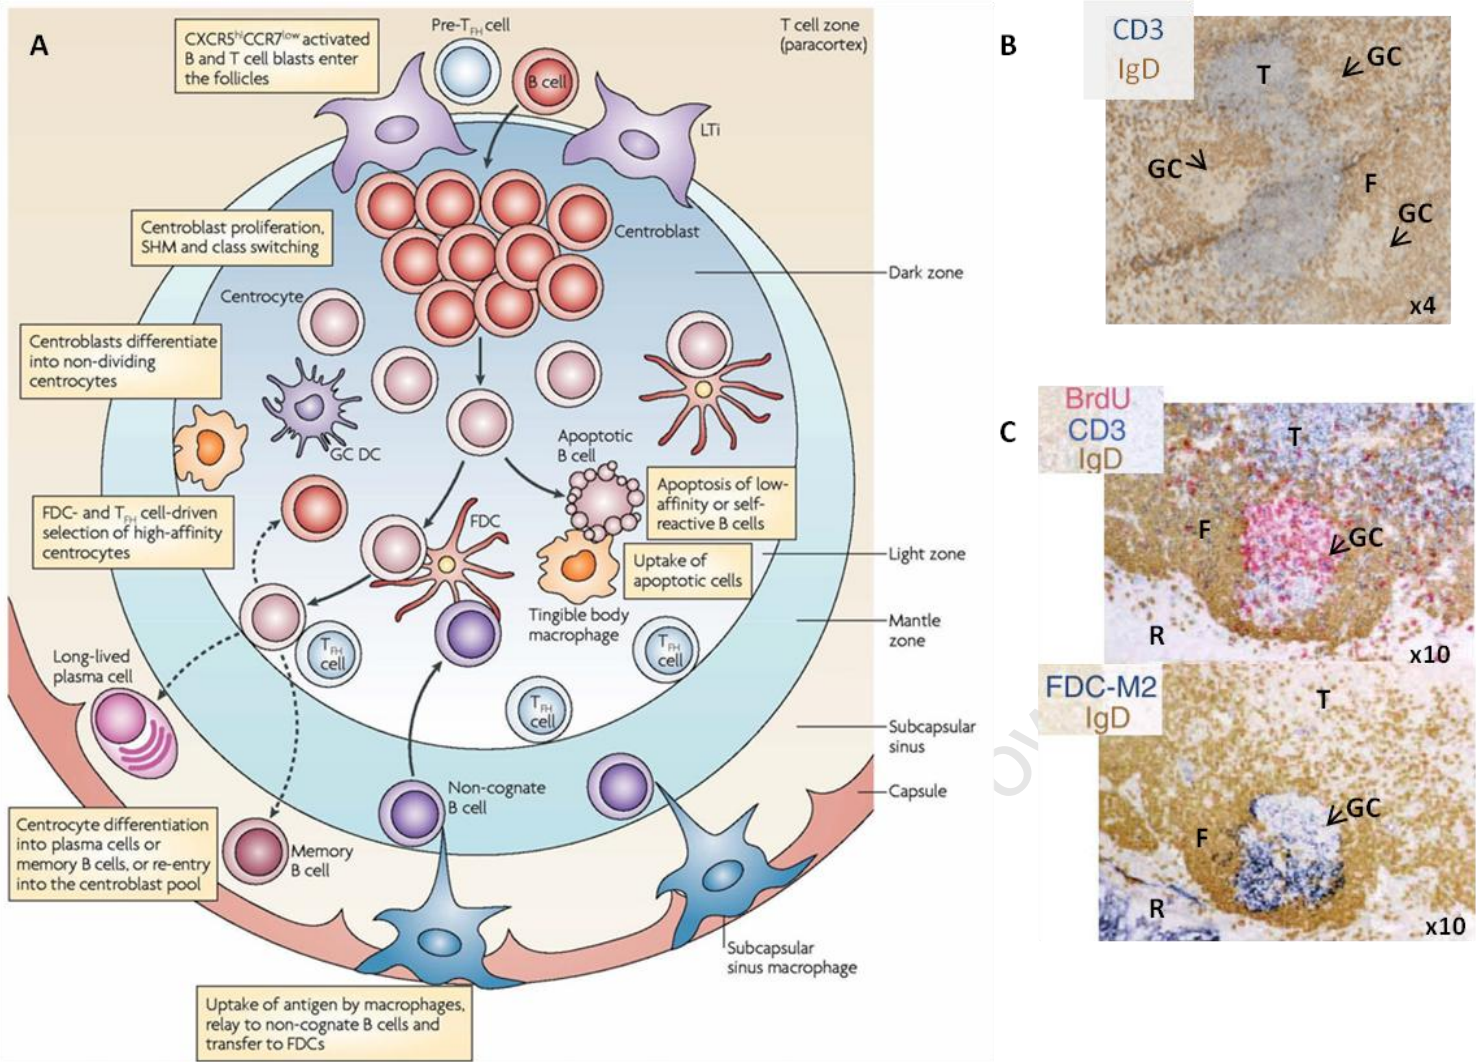 A
CXCR5hiCCR7low activated
B and T cell blasts enter
the follicles
Pre-TFH cell
B cell
T cell zone
(paracortex)
LTi
Centroblast proliferation,
SHM and class switching
Centroblast
Dark zone
Centrocyte
Centroblasts differentiate
into non-dividing
centrocytes
GC DC
Apoptotic
B cell
Apoptosis of low-
affinity or self-
reactive B cells
FDC- and TFH cell-driven
selection of high-affinity
centrocytes
FDC
Light zone
Uptake of
apoptotic cells
Tingible body
macrophage
Mantle
zone
TFH
cell
TFH
cell
TFH
cell
Long-lived
plasma cell
Subcapsular
sinus
Non-cognate
B cell
Capsule
Centrocyte differentiation
into plasma cells or
memory B cells, or re-entry
into the centroblast pool
Memory
B cell
Subcapsular
sinus macrophage
Uptake of antigen by macrophages,
relay to non-cognate B cells and
transfer to FDCs
B
CD3
IgD
T
GC
GC
F
GC
x4
C
BrdU
CD3
IgD
T
F
GC
R
x10
FDC-M2
IgD
T
GC
F
R
x10